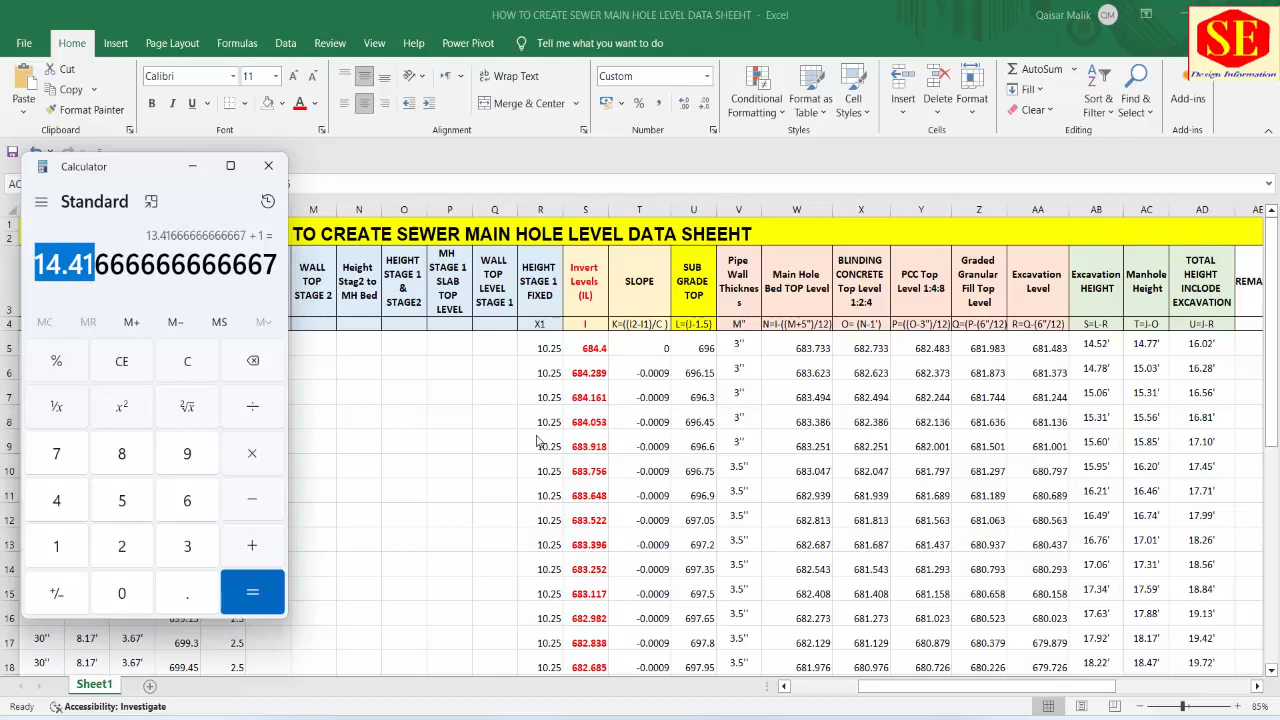 HOW TO CREATE SEWER MAIN HOLE LEVEL DATA SHEEHT - Excel
Qaisar Malik QM
SE
Design Information
File Home Insert Page Layout Formulas Data Review View Help Power Pivot Tell me what you want to do
Cut
Copy
Format Painter
Paste
Clipboard
Calibri 11
B I U
Font
Wrap Text
Merge & Center
Alignment
Custom
% ,
Number
Conditional Formatting
Format as Table
Cell Styles
Styles
Insert Delete Format
Cells
AutoSum
Fill
Clear
Sort & Filter
Find & Select
Editing
Add-ins
Add-ins
Calculator
Standard
13.41666666666667 + 1 =
14.41666666666667
MC MR M+ M− MS M
% CE C
1/x x² ²√x ÷
7 8 9 ×
4 5 6 −
1 2 3 +
+/− 0 . =
M N O P Q R S T U V W X Y Z AA AB AC AD AE
TO CREATE SEWER MAIN HOLE LEVEL DATA SHEEHT
WALL TOP STAGE 2
Height Stag2 to MH Bed
HEIGHT STAGE 1 & STAGE2
MH STAGE 1 SLAB TOP LEVEL
WALL TOP LEVEL STAGE 1
HEIGHT STAGE 1 FIXED
Invert Levels (IL)
SLOPE
SUB GRADE TOP
Pipe Wall Thicknes s
Main Hole Bed TOP Level
BLINDING CONCRETE Top Level 1:2:4
PCC Top Level 1:4:8
Graded Granular Fill Top Level
Excavation Level
Excavation HEIGHT
Manhole Height
TOTAL HEIGHT INCLUDE EXCAVATION
REMA
X1 I K=((I2-I1)/C ) L=(J-1.5) M" N=I-((M+5")/12) O= (N-1') P=((O-3")/12) Q=(P-(6"/12) R=Q-(6"/12) S=L-R T=J-O U=J-R
10.25 684.4 0 696 3" 683.733 682.733 682.483 681.983 681.483 14.52' 14.77' 16.02'
10.25 684.289 -0.0009 696.15 3" 683.623 682.623 682.373 681.873 681.373 14.78' 15.03' 16.28'
10.25 684.161 -0.0009 696.3 3" 683.494 682.494 682.244 681.744 681.244 15.06' 15.31' 16.56'
10.25 684.053 -0.0009 696.45 3" 683.386 682.386 682.136 681.636 681.136 15.31' 15.56' 16.81'
10.25 683.918 -0.0009 696.6 3" 683.251 682.251 682.001 681.501 681.001 15.60' 15.85' 17.10'
10.25 683.756 -0.0009 696.75 3.5" 683.047 682.047 681.797 681.297 680.797 15.95' 16.20' 17.45'
10.25 683.648 -0.0009 696.9 3.5" 682.939 681.939 681.689 681.189 680.689 16.21' 16.46' 17.71'
10.25 683.522 -0.0009 697.05 3.5" 682.813 681.813 681.563 681.063 680.563 16.49' 16.74' 17.99'
10.25 683.396 -0.0009 697.2 3.5" 682.687 681.687 681.437 680.937 680.437 16.76' 17.01' 18.26'
10.25 683.252 -0.0009 697.35 3.5" 682.543 681.543 681.293 680.793 680.293 17.06' 17.31' 18.56'
10.25 683.117 -0.0009 697.5 3.5" 682.408 681.408 681.158 680.658 680.158 17.34' 17.59' 18.84'
10.25 682.982 -0.0009 697.65 3.5" 682.273 681.273 681.023 680.523 680.023 17.63' 17.88' 19.13'
30" 8.17' 3.67' 699.3 2.5 10.25 682.838 -0.0009 697.8 3.5" 682.129 681.129 680.879 680.379 679.879 17.92' 18.17' 19.42'
30" 8.17' 3.67' 699.45 2.5 10.25 682.685 -0.0009 697.95 3.5" 681.976 680.976 680.726 680.226 679.726 18.22' 18.47' 19.72'
1
2
3
4
5
6
7
8
9
10
11
12
13
14
15
16
17
18
Sheet1
Ready Accessibility: Investigate 85%